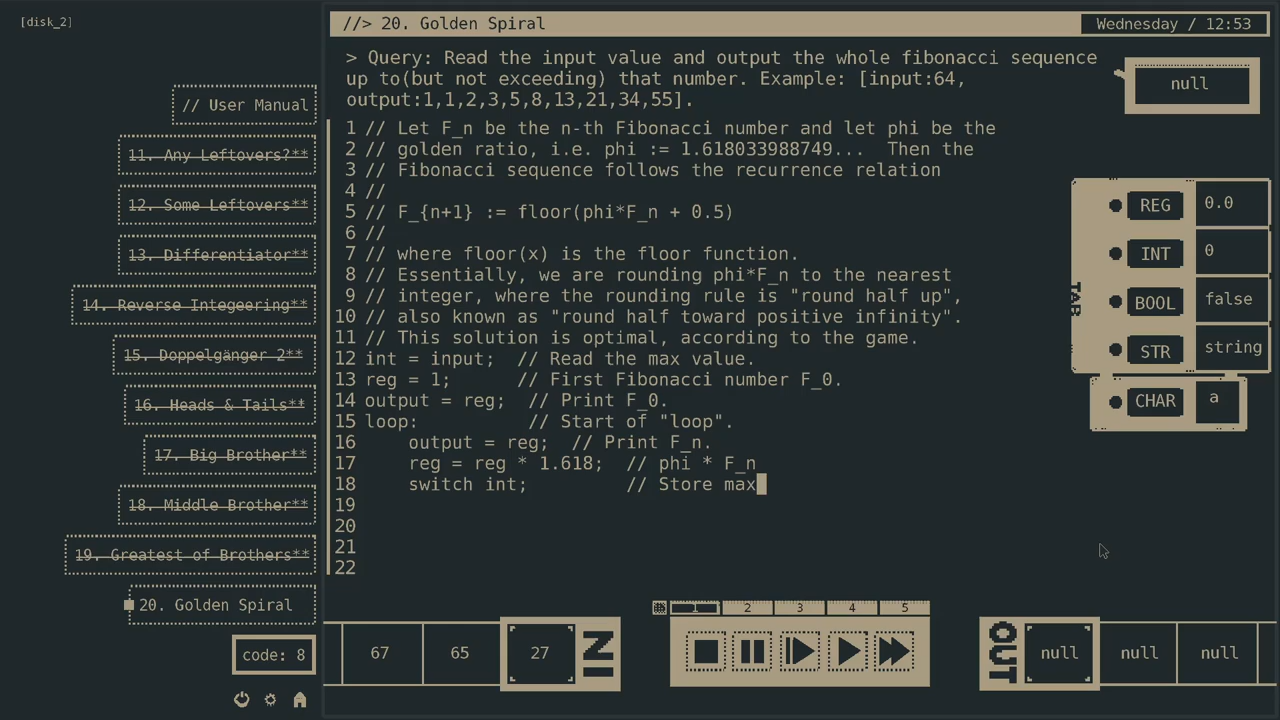 [disk_2]
// User Manual
11. Any Leftovers?**
12. Some Leftovers**
13. Differentiator**
14. Reverse Integeering**
15. Doppelgänger 2**
16. Heads & Tails**
17. Big Brother**
18. Middle Brother**
19. Greatest of Brothers**
20. Golden Spiral
code: 8
//> 20. Golden Spiral
Wednesday / 12:53
> Query: Read the input value and output the whole fibonacci sequence
up to(but not exceeding) that number. Example: [input:64,
output:1,1,2,3,5,8,13,21,34,55].
null
1 // Let F_n be the n-th Fibonacci number and let phi be the
2 // golden ratio, i.e. phi := 1.618033988749... Then the
3 // Fibonacci sequence follows the recurrence relation
4 //
5 // F_{n+1} := floor(phi*F_n + 0.5)
6 //
7 // where floor(x) is the floor function.
8 // Essentially, we are rounding phi*F_n to the nearest
9 // integer, where the rounding rule is "round half up",
10 // also known as "round half toward positive infinity".
11 // This solution is optimal, according to the game.
12 int = input;  // Read the max value.
13 reg = 1;      // First Fibonacci number F_0.
14 output = reg;  // Print F_0.
15 loop:          // Start of "loop".
16     output = reg;  // Print F_n.
17     reg = reg * 1.618;  // phi * F_n
18     switch int;         // Store max
19
20
21
22
TAPE
REG 0.0
INT 0
BOOL false
STR string
CHAR a
67 65 27 IN
1 2 3 4 5
OUT null null null